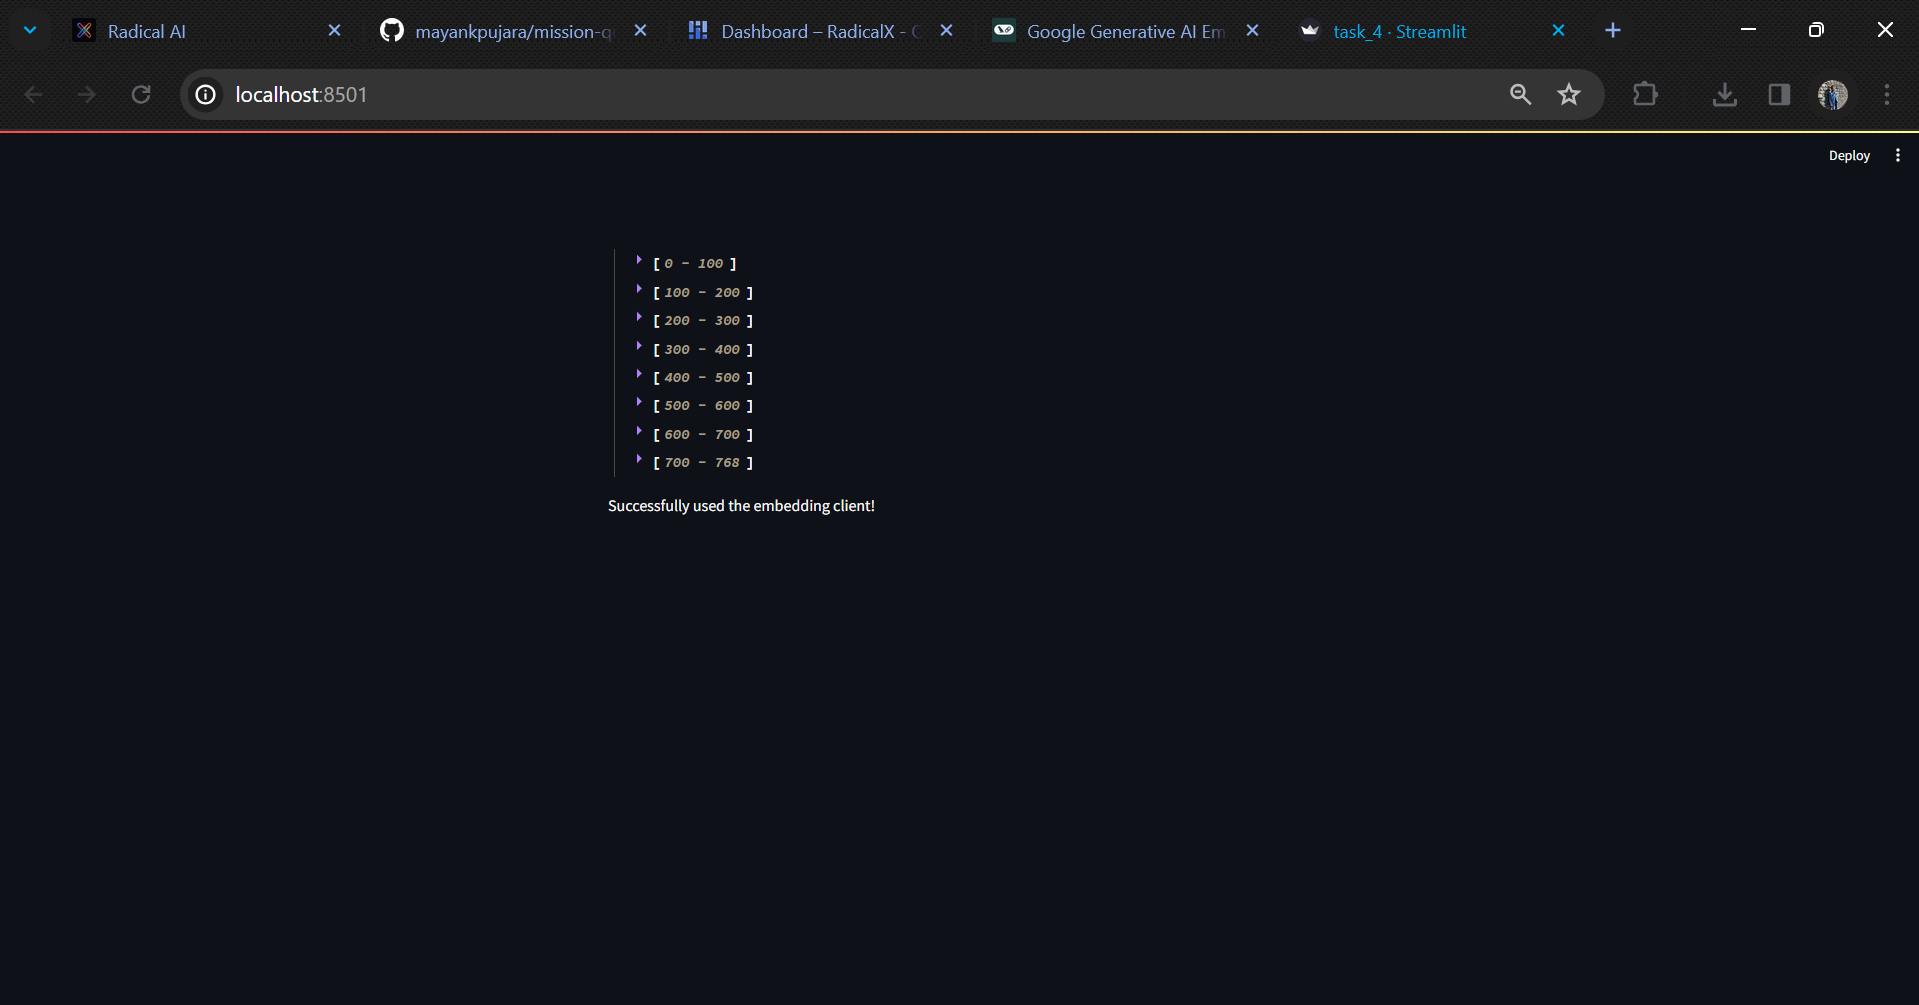 Radical AI
mayankpujara/mission-q
Dashboard – RadicalX - C
Google Generative AI Em
task_4 · Streamlit
localhost:8501
Deploy
[ 0 - 100 ]
[ 100 - 200 ]
[ 200 - 300 ]
[ 300 - 400 ]
[ 400 - 500 ]
[ 500 - 600 ]
[ 600 - 700 ]
[ 700 - 768 ]
Successfully used the embedding client!